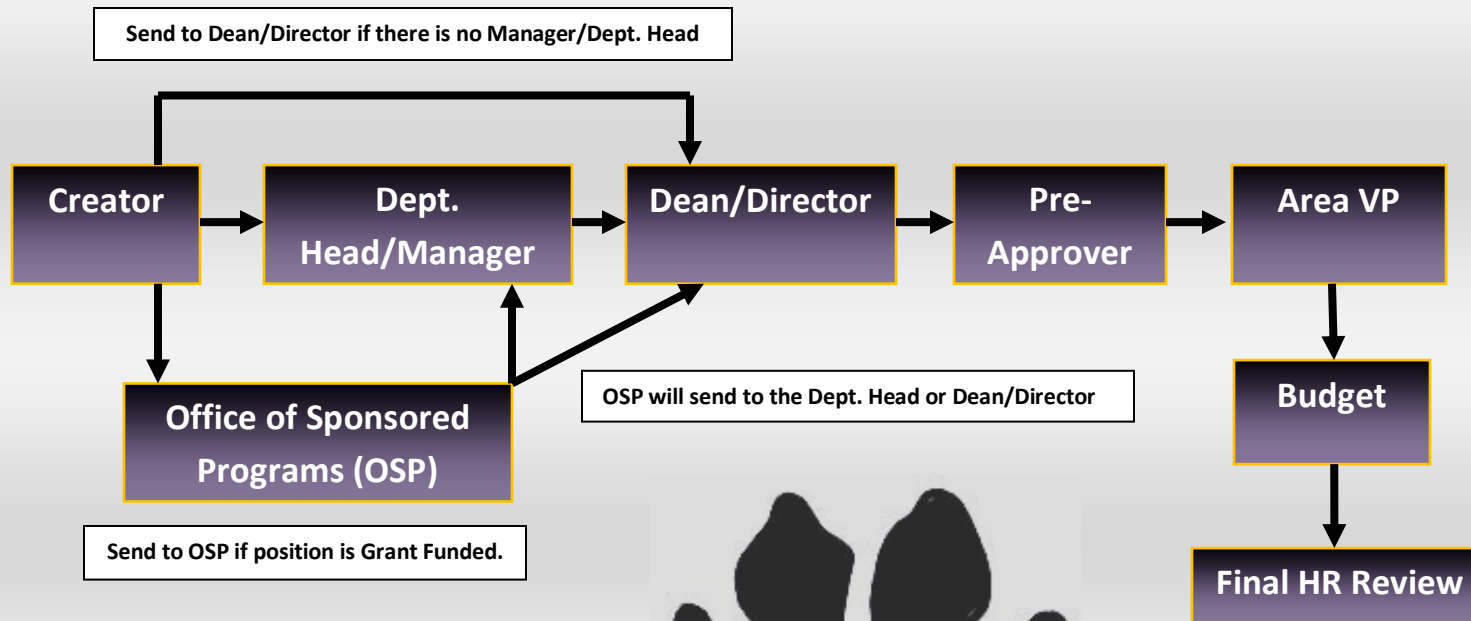 Send to Dean/Director if there is no Manager/Dept. Head
Creator
Dept.
Head/Manager
Dean/Director
Pre-
Approver
Area VP
Office of Sponsored
Programs (OSP)
OSP will send to the Dept. Head or Dean/Director
Budget
Send to OSP if position is Grant Funded.
Final HR Review